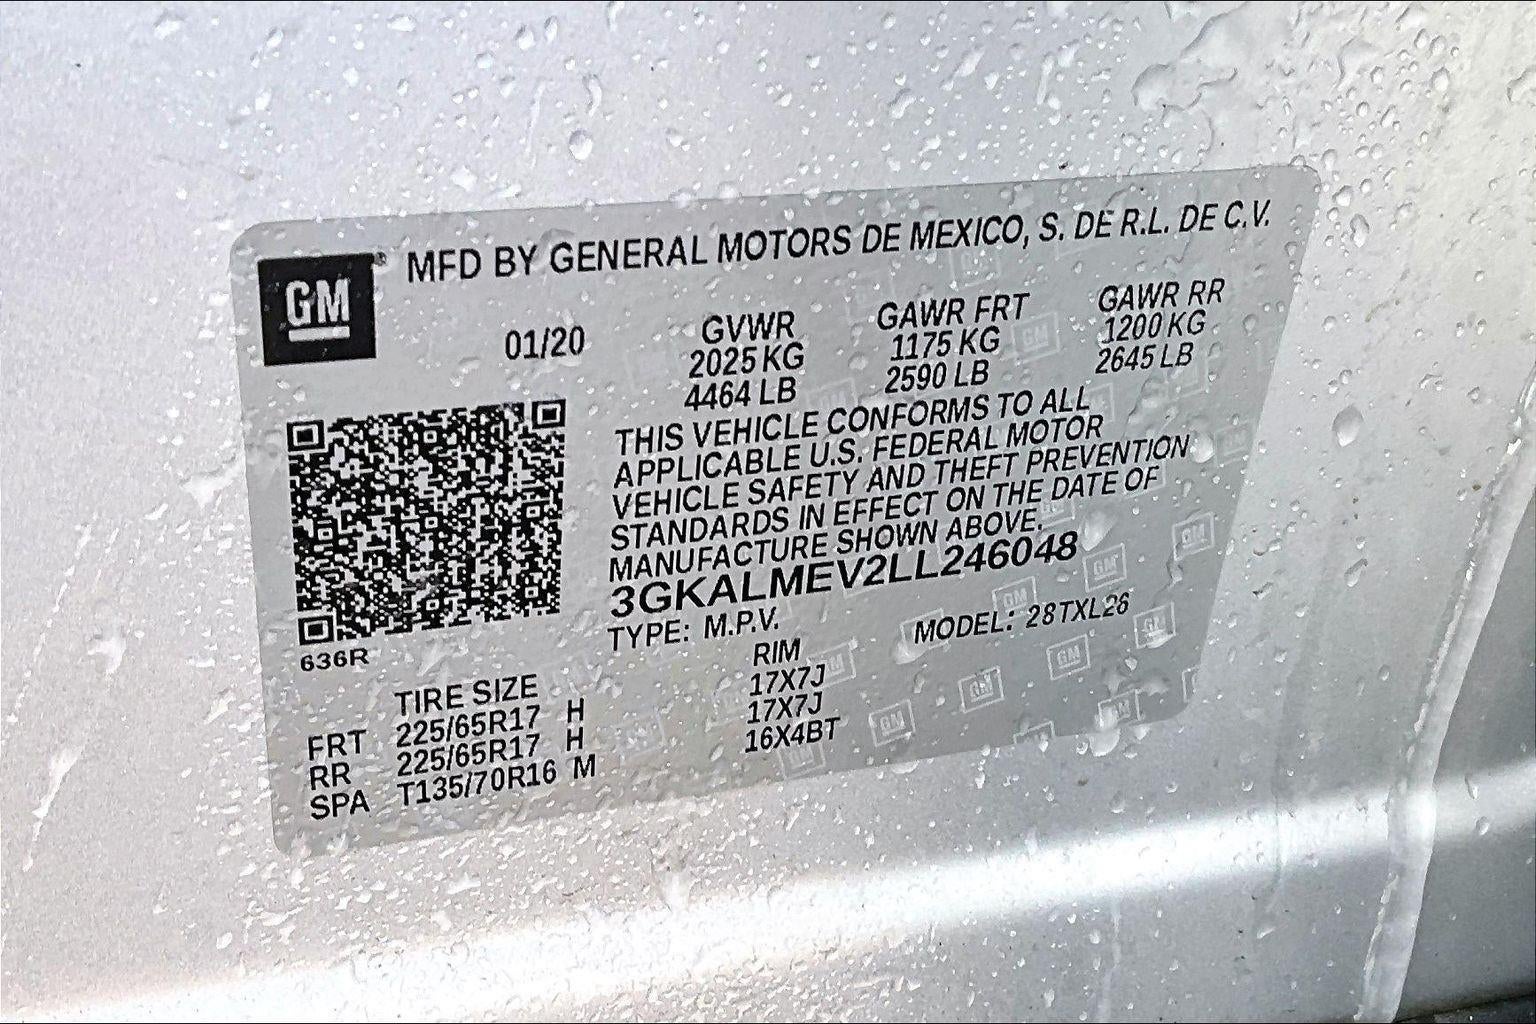 GM® MFD BY GENERAL MOTORS DE MEXICO, S. DE R.L. DE C.V.
01/20
GVWR GAWR FRT GAWR RR
2025 KG 1175 KG 1200 KG
4464 LB 2590 LB 2645 LB
THIS VEHICLE CONFORMS TO ALL
APPLICABLE U.S. FEDERAL MOTOR
VEHICLE SAFETY AND THEFT PREVENTION
STANDARDS IN EFFECT ON THE DATE OF
MANUFACTURE SHOWN ABOVE.
3GKALMEV2LL246048
TYPE: M.P.V. MODEL: 28TXL26
636R
TIRE SIZE RIM
FRT 225/65R17 H 17X7J
RR 225/65R17 H 17X7J
SPA T135/70R16 M 16X4BT